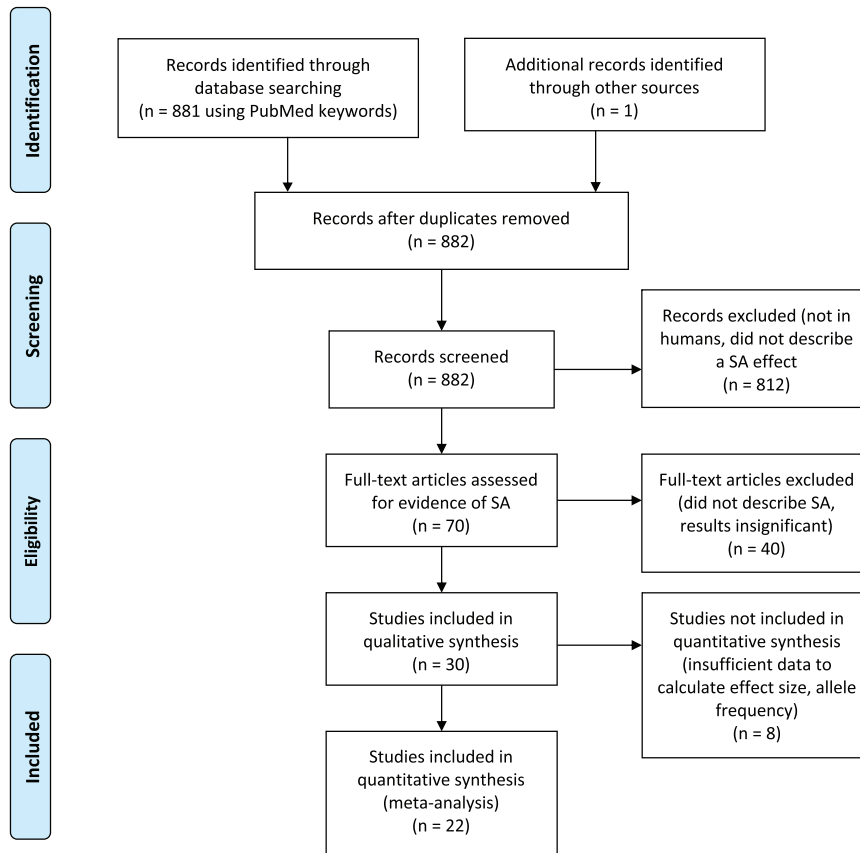 Identification
Records identified through
database searching
(n = 881 using PubMed keywords)
Additional records identified
through other sources
(n = 1)
Records after duplicates removed
(n = 882)
Screening
Records screened
(n = 882)
Records excluded (not in
humans, did not describe
a SA effect
(n = 812)
Eligibility
Full-text articles assessed
for evidence of SA
(n = 70)
Full-text articles excluded
(did not describe SA,
results insignificant)
(n = 40)
Studies included in
qualitative synthesis
(n = 30)
Studies not included in
quantitative synthesis
(insufficient data to
calculate effect size, allele
frequency)
(n = 8)
Included
Studies included in
quantitative synthesis
(meta-analysis)
(n = 22)